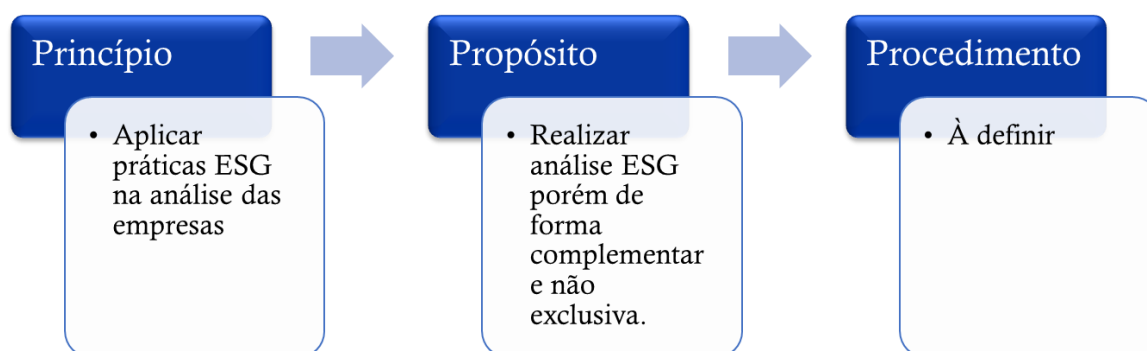 Princípio
• Aplicar
práticas ESG
na análise das
empresas
Propósito
• Realizar
análise ESG
porém de
forma
complementar
e não
exclusiva.
Procedimento
• À definir